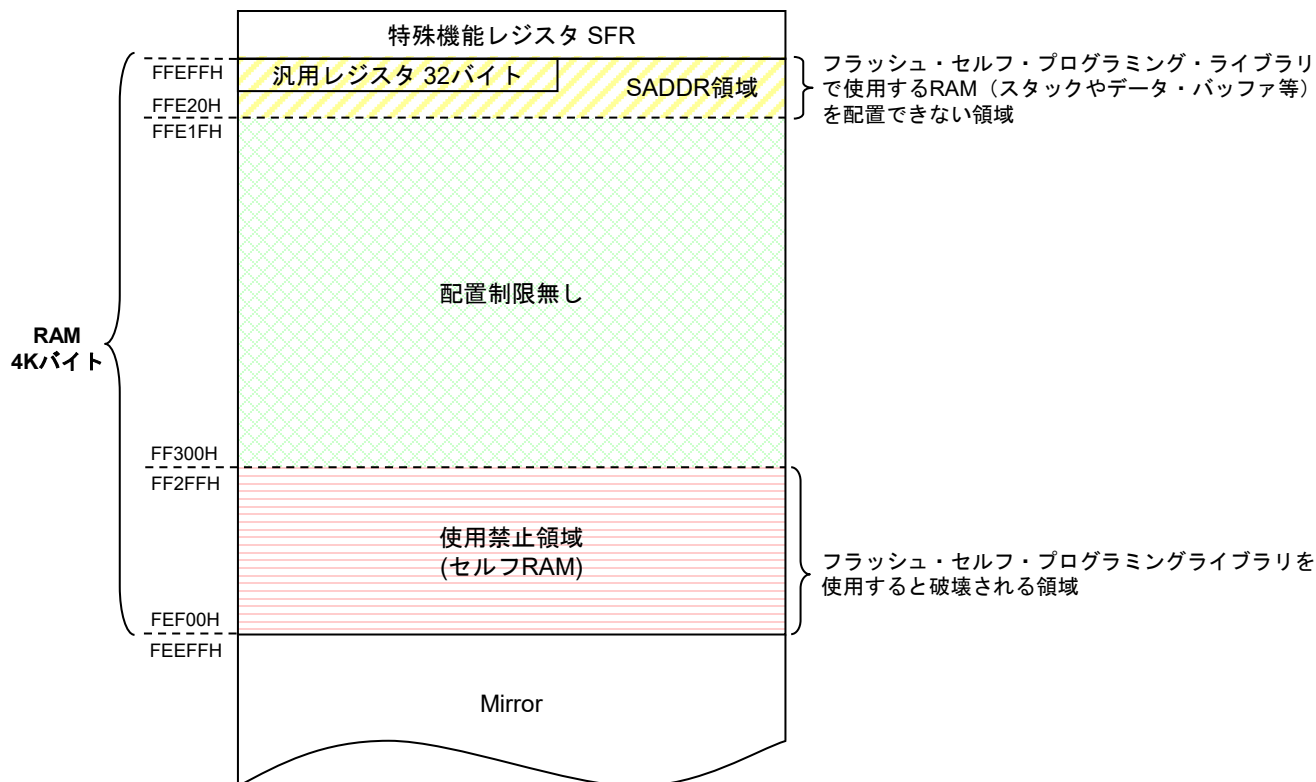 特殊機能レジスタ SFR
FFEFFH
汎用レジスタ 32バイト
SADDR領域
FFE20H
FFE1FH
フラッシュ・セルフ・プログラミング・ライブラリ
で使用するRAM（スタックやデータ・バッファ等）
を配置できない領域
配置制限無し
RAM
4Kバイト
FF300H
FF2FFH
使用禁止領域
(セルフRAM)
フラッシュ・セルフ・プログラミングライブラリを
使用すると破壊される領域
FEF00H
FEEFFH
Mirror